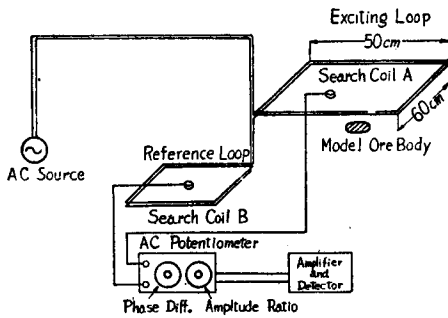 Exciting Loop
50cm
Search Coil A
60cm
Model Ore Body
AC Source
Reference Loop
Search Coil B
AC Potentiometer
Amplifier
and
Detector
Phase Diff. Ampltude Ratio